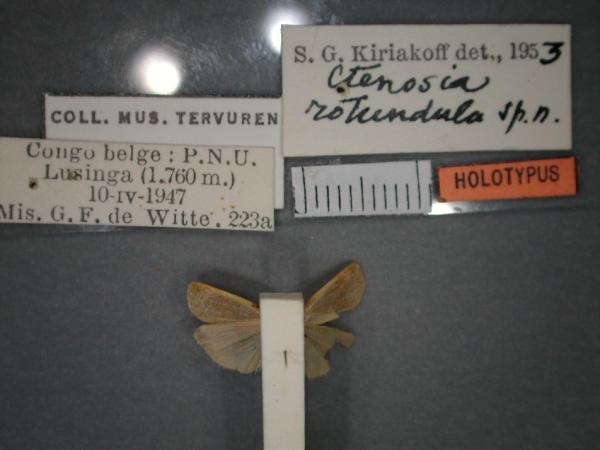 S. G. Kiriakoff det., 1953
Ctenosia
rotundula sp.n.
COLL. MUS. TERVUREN
Congo belge : P.N.U.
Lusinga (1.760 m.)
10-IV-1947
Mis. G. F. de Witte. 223a
HOLOTYPUS